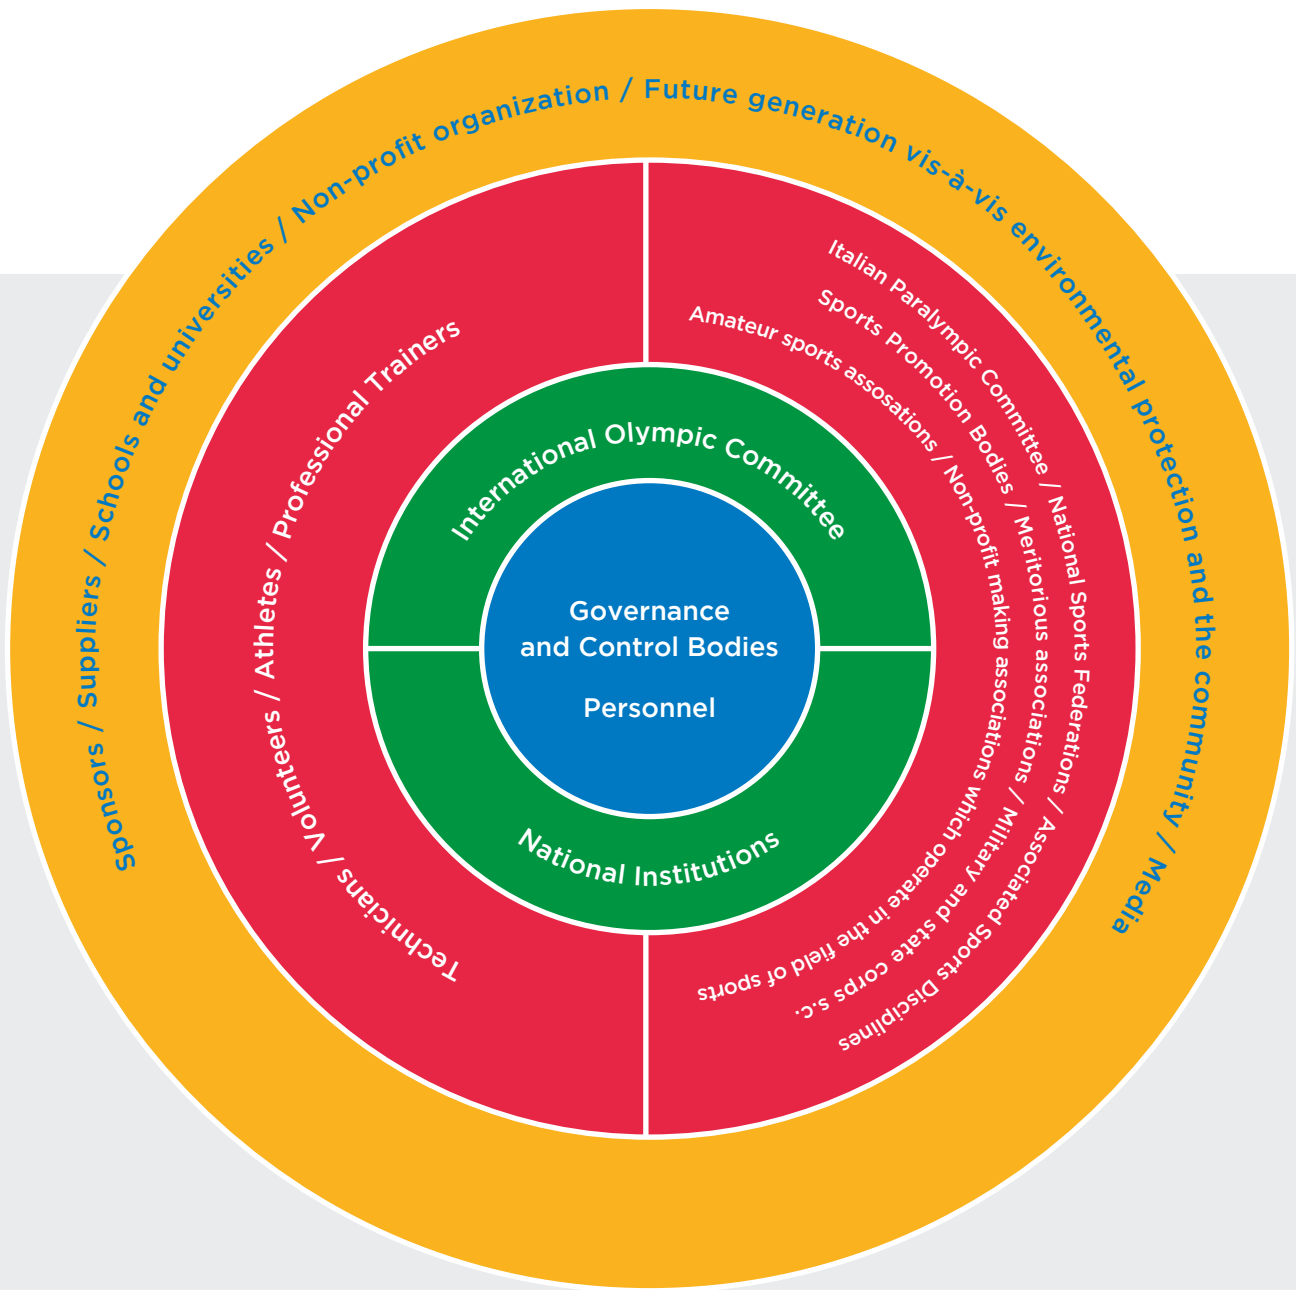 Sponsors / Suppliers / Schools and universities / Non-profit organization / Future generation vis-à-vis environmental protection and the community / Media
Technicians / Volunteers / Athletes / Professional Trainers
Italian Paralympic Committee / National Sports Federations / Associated Sports Disciplines
Sports Promotion Bodies / Meritorious associations / Military and state corps s.c.
Amateur sports assosations / Non-profit making associations which operate in the field of sports
International Olympic Committee
Governance
and Control Bodies
Personnel
National Institutions